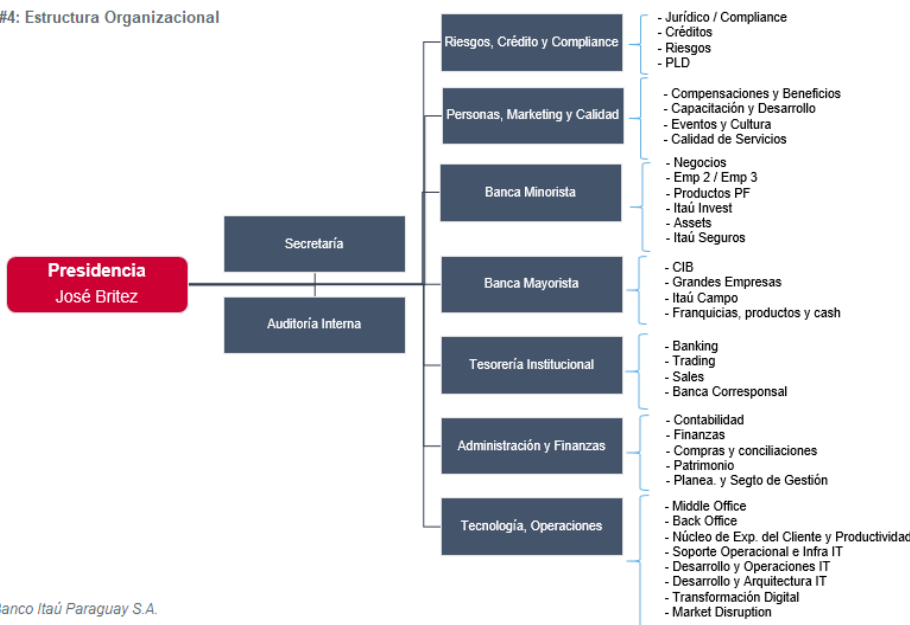 #4: Estructura Organizacional
Presidencia
José Britez
Secretaría
Auditoría Interna
Riesgos, Crédito y Compliance
- Jurídico / Compliance
- Créditos
- Riesgos
- PLD
Personas, Marketing y Calidad
- Compensaciones y Beneficios
- Capacitación y Desarrollo
- Eventos y Cultura
- Calidad de Servicios
Banca Minorista
- Negocios
- Emp 2 / Emp 3
- Productos PF
- Itaú Invest
- Assets
- Itaú Seguros
Banca Mayorista
- CIB
- Grandes Empresas
- Itaú Campo
- Franquicias, productos y cash
Tesorería Institucional
- Banking
- Trading
- Sales
- Banca Corresponsal
Administración y Finanzas
- Contabilidad
- Finanzas
- Compras y conciliaciones
- Patrimonio
- Planea. y Segto de Gestión
Tecnología, Operaciones
- Middle Office
- Back Office
- Núcleo de Exp. del Cliente y Productividad
- Soporte Operacional e Infra IT
- Desarrollo y Operaciones IT
- Desarrollo y Arquitectura IT
- Transformación Digital
- Market Disruption
Banco Itaú Paraguay S.A.